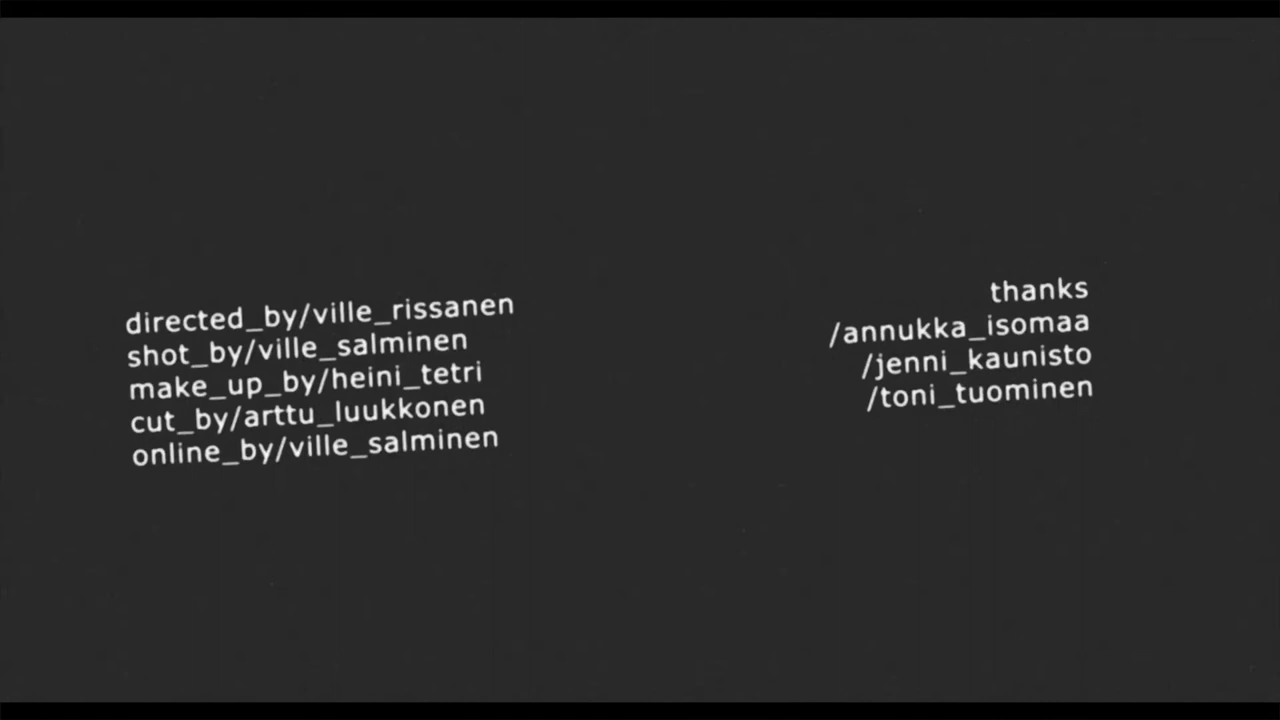 directed_by/ville_rissanen
shot_by/ville_salminen
make_up_by/heini_tetri
cut_by/arttu_luukkonen
online_by/ville_salminen
thanks
/annukka_isomaa
/jenni_kaunisto
/toni_tuominen